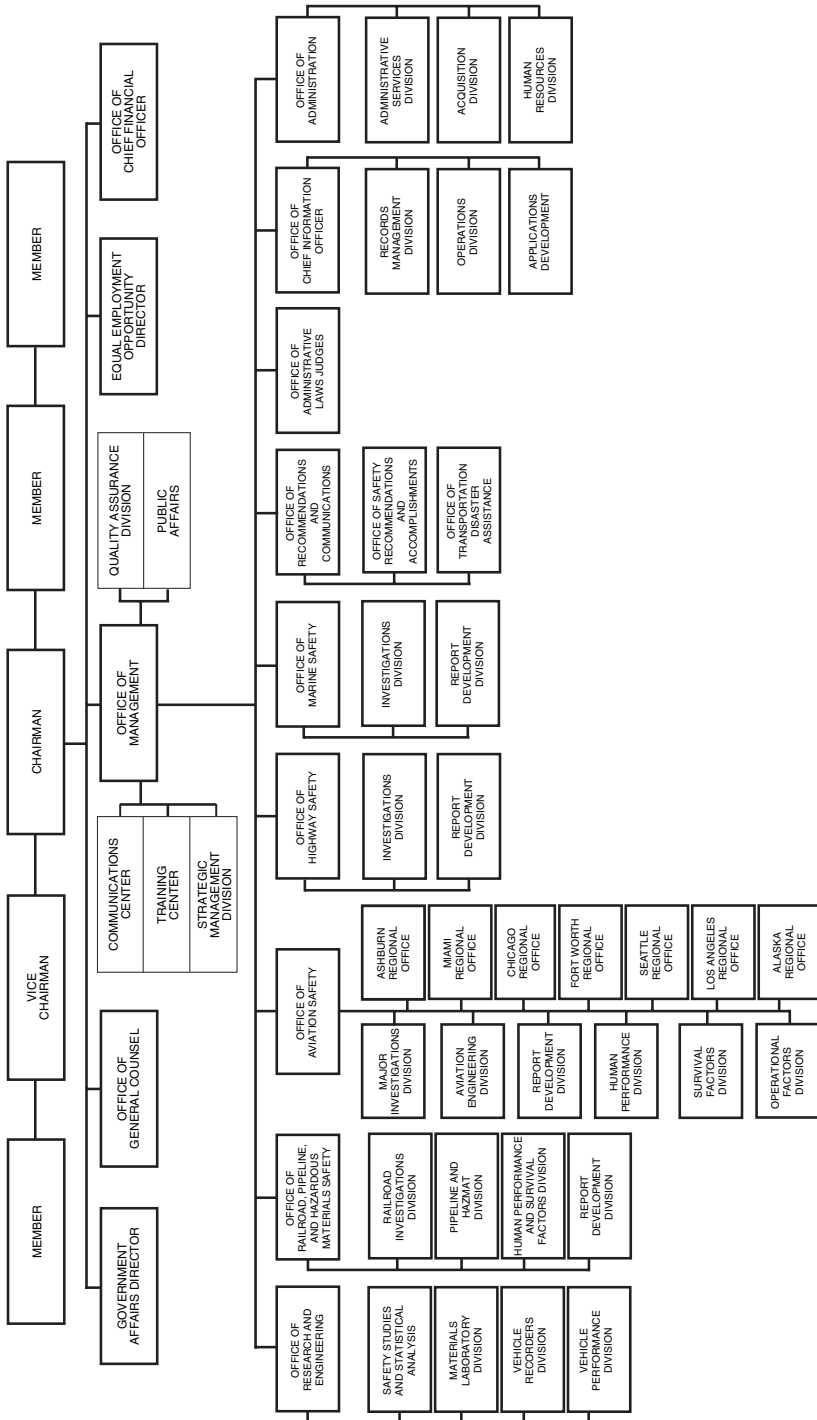 MEMBER
VICE
CHAIRMAN
CHAIRMAN
MEMBER
MEMBER
GOVERNMENT
AFFAIRS DIRECTOR
OFFICE OF
GENERAL COUNSEL
COMMUNICATIONS
CENTER
TRAINING
CENTER
STRATEGIC
MANAGEMENT
DIVISION
OFFICE OF
MANAGEMENT
QUALITY ASSURANCE
DIVISION
PUBLIC
AFFAIRS
EQUAL EMPLOYMENT
OPPORTUNITY
DIRECTOR
OFFICE OF
CHIEF FINANCIAL
OFFICER
OFFICE OF
RESEARCH AND
ENGINEERING
SAFETY STUDIES
AND STATISTICAL
ANALYSIS
MATERIALS
LABORATORY
DIVISION
VEHICLE
RECORDERS
DIVISION
VEHICLE
PERFORMANCE
DIVISION
OFFICE OF
RAILROAD, PIPELINE,
AND HAZARDOUS
MATERIALS SAFETY
RAILROAD
INVESTIGATIONS
DIVISION
PIPELINE AND
HAZMAT
DIVISION
HUMAN PERFORMANCE
AND SURVIVAL
FACTORS DIVISION
REPORT
DEVELOPMENT
DIVISION
OFFICE OF
AVIATION SAFETY
MAJOR
INVESTIGATIONS
DIVISION
AVIATION
ENGINEERING
DIVISION
REPORT
DEVELOPMENT
DIVISION
HUMAN
PERFORMANCE
DIVISION
SURVIVAL
FACTORS
DIVISION
OPERATIONAL
FACTORS
DIVISION
ASHBURN
REGIONAL
OFFICE
MIAMI
REGIONAL
OFFICE
CHICAGO
REGIONAL
OFFICE
FORT WORTH
REGIONAL
OFFICE
SEATTLE
REGIONAL
OFFICE
LOS ANGELES
REGIONAL
OFFICE
ALASKA
REGIONAL
OFFICE
OFFICE OF
HIGHWAY SAFETY
INVESTIGATIONS
DIVISION
REPORT
DEVELOPMENT
DIVISION
OFFICE OF
MARINE SAFETY
INVESTIGATIONS
DIVISION
REPORT
DEVELOPMENT
DIVISION
OFFICE OF
RECOMMENDATIONS
AND
COMMUNICATIONS
OFFICE OF SAFETY
RECOMMENDATIONS
AND
ACCOMPLISHMENTS
OFFICE OF
TRANSPORTATION
DISASTER
ASSISTANCE
OFFICE OF
ADMINISTRATIVE
LAWS JUDGES
OFFICE OF
CHIEF INFORMATION
OFFICER
RECORDS
MANAGEMENT
DIVISION
OPERATIONS
DIVISION
APPLICATIONS
DEVELOPMENT
OFFICE OF
ADMINISTRATION
ADMINISTRATIVE
SERVICES
DIVISION
ACQUISITION
DIVISION
HUMAN
RESOURCES
DIVISION